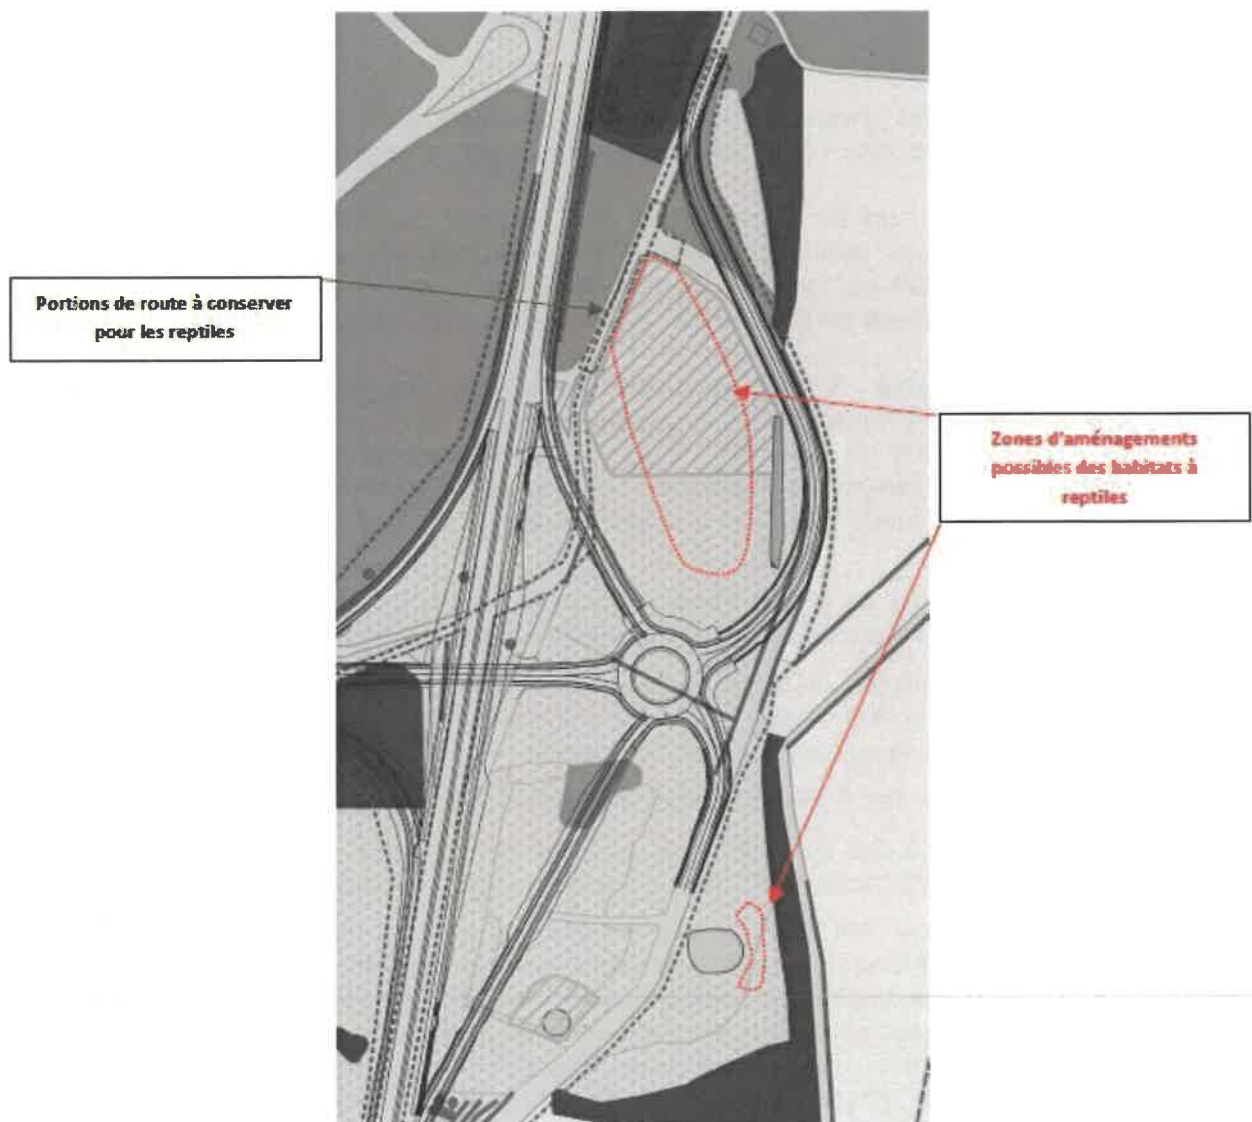 Portions de route à conserver
pour les reptiles
Zones d'aménagements
possibles des habitats à
reptiles